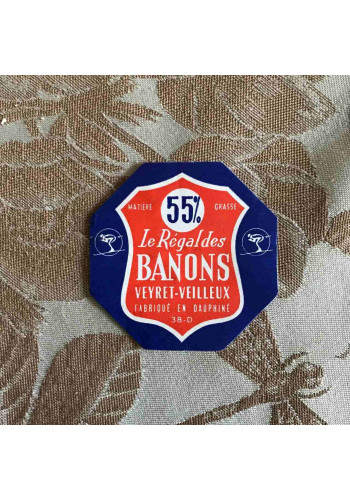 55%
MATIÈRE GRASSE
Le Régal des
BANONS
VEYRET-VEILLEUX
FABRIQUÉ EN DAUPHINÉ
38-D